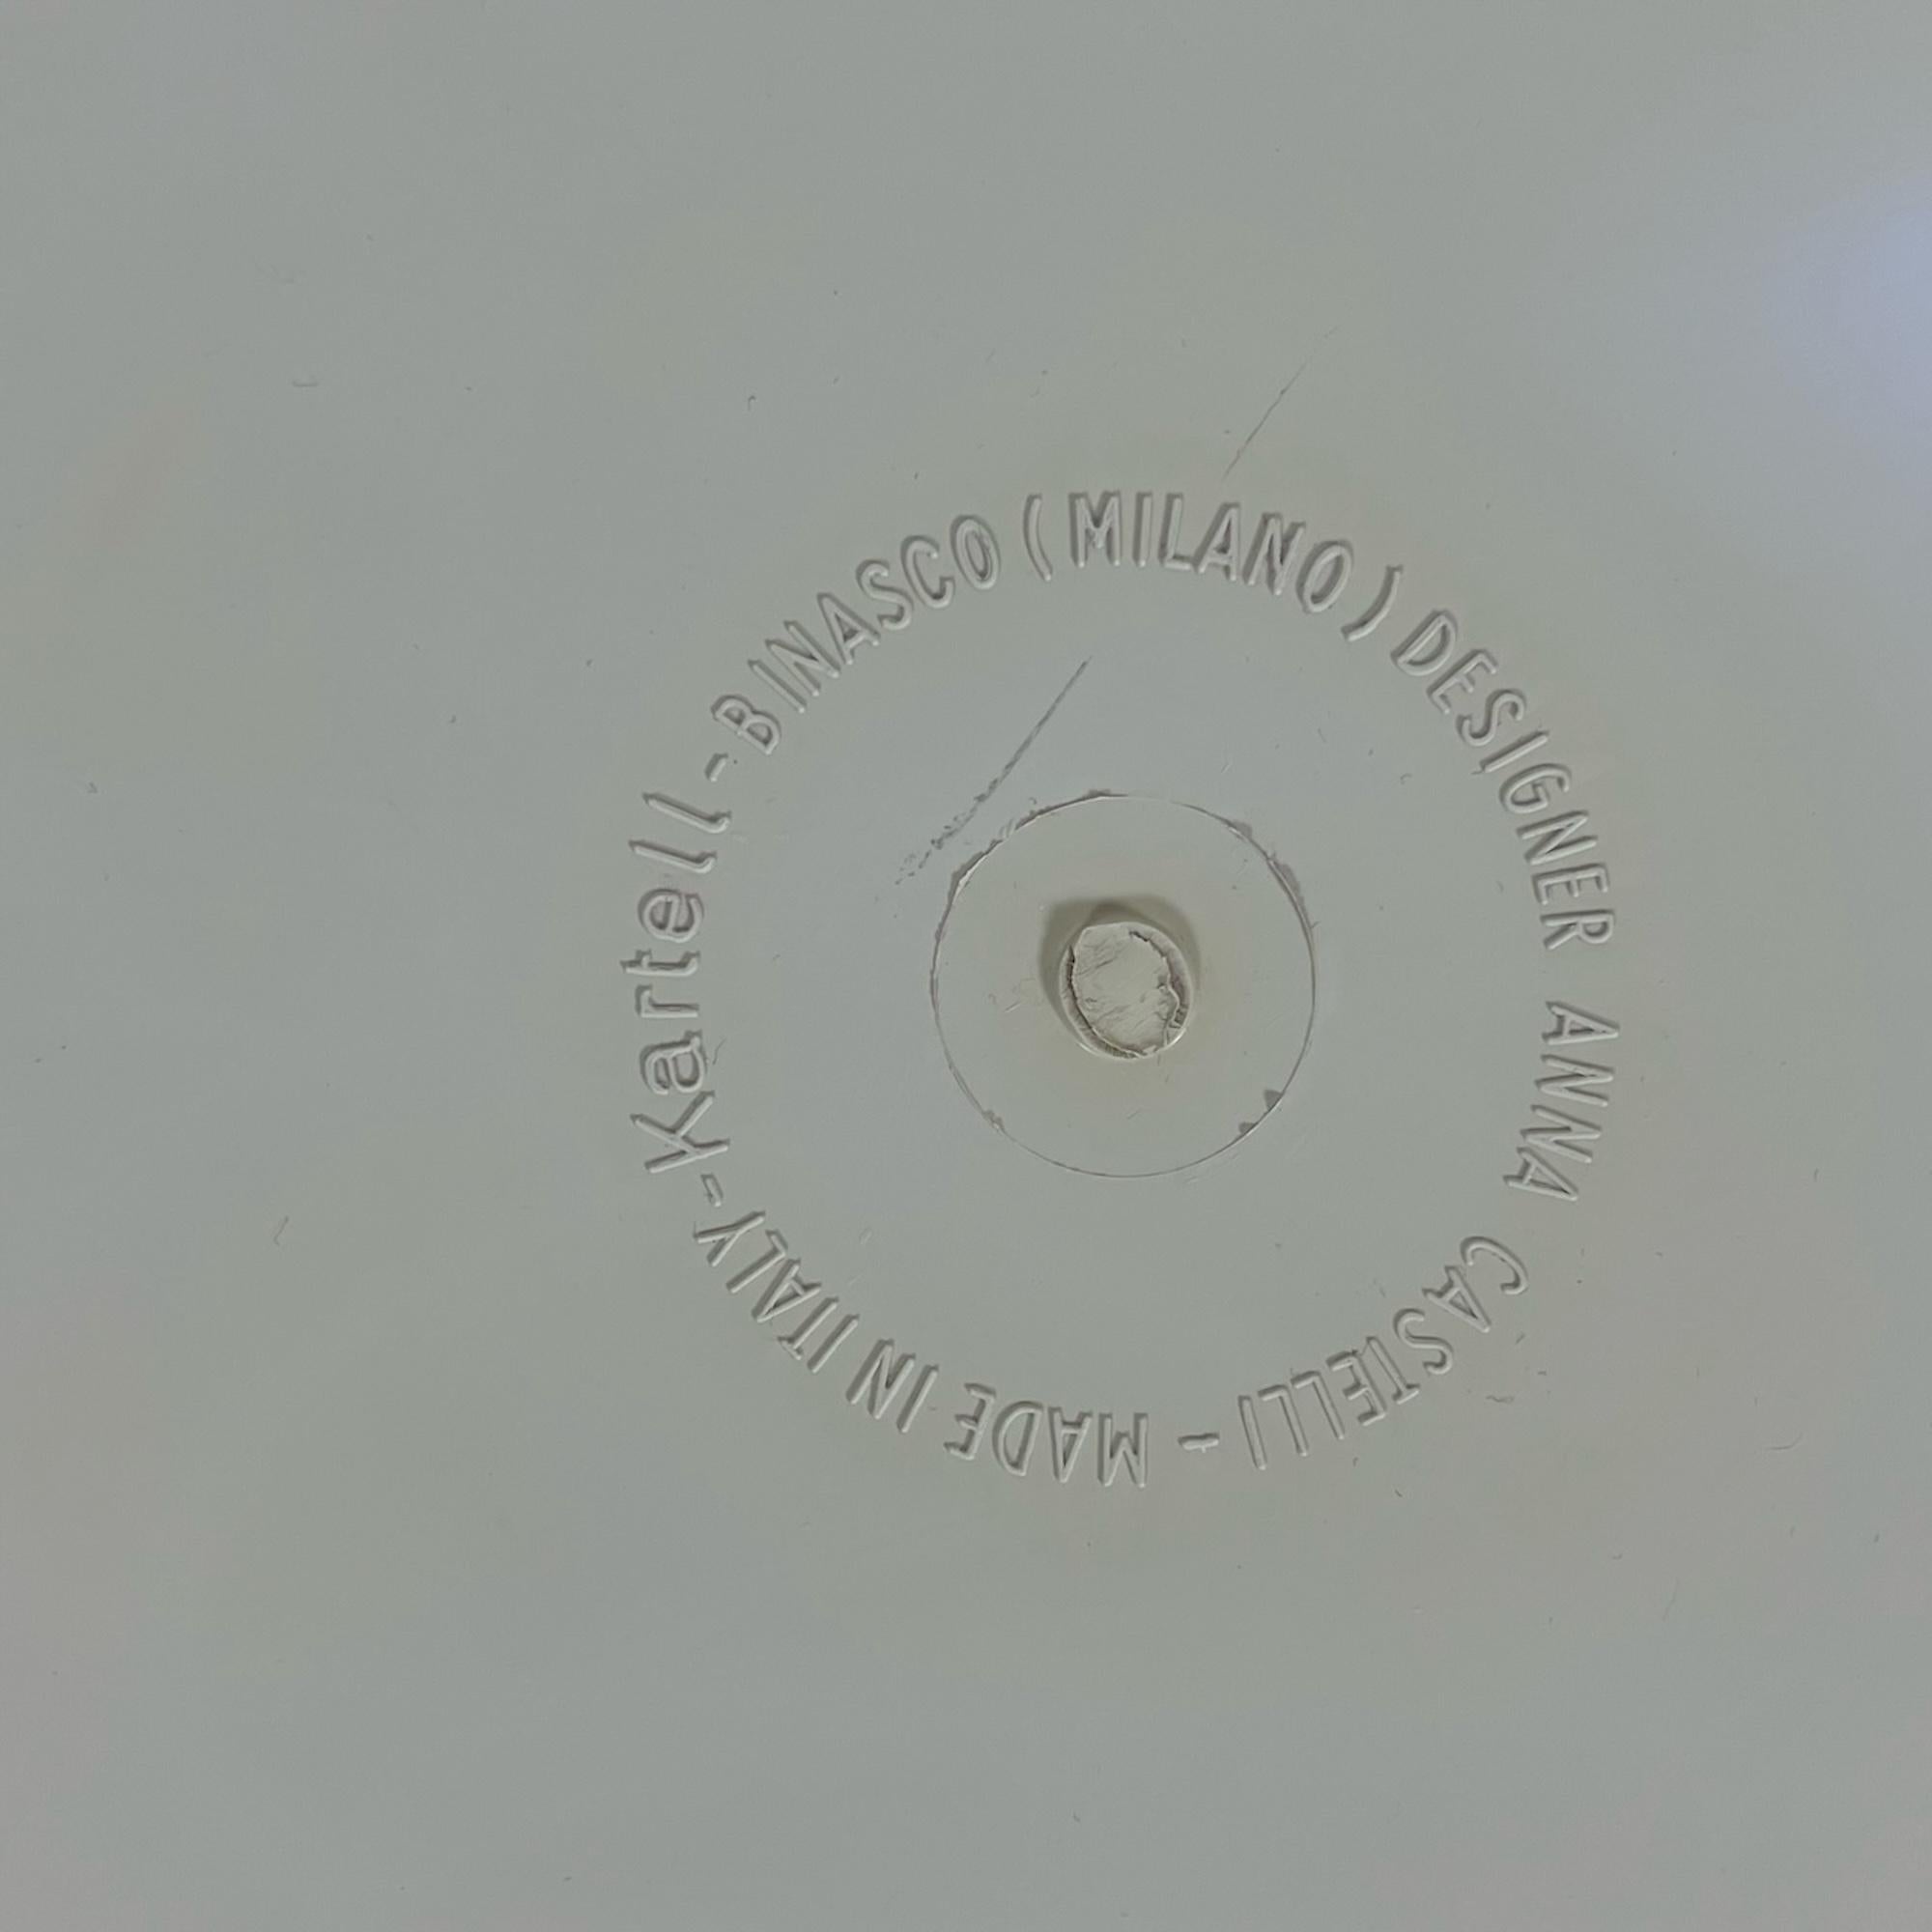 Kartell - BINASCO (MILANO) DESIGNER ANNA CASTELLI - MADE IN ITALY -